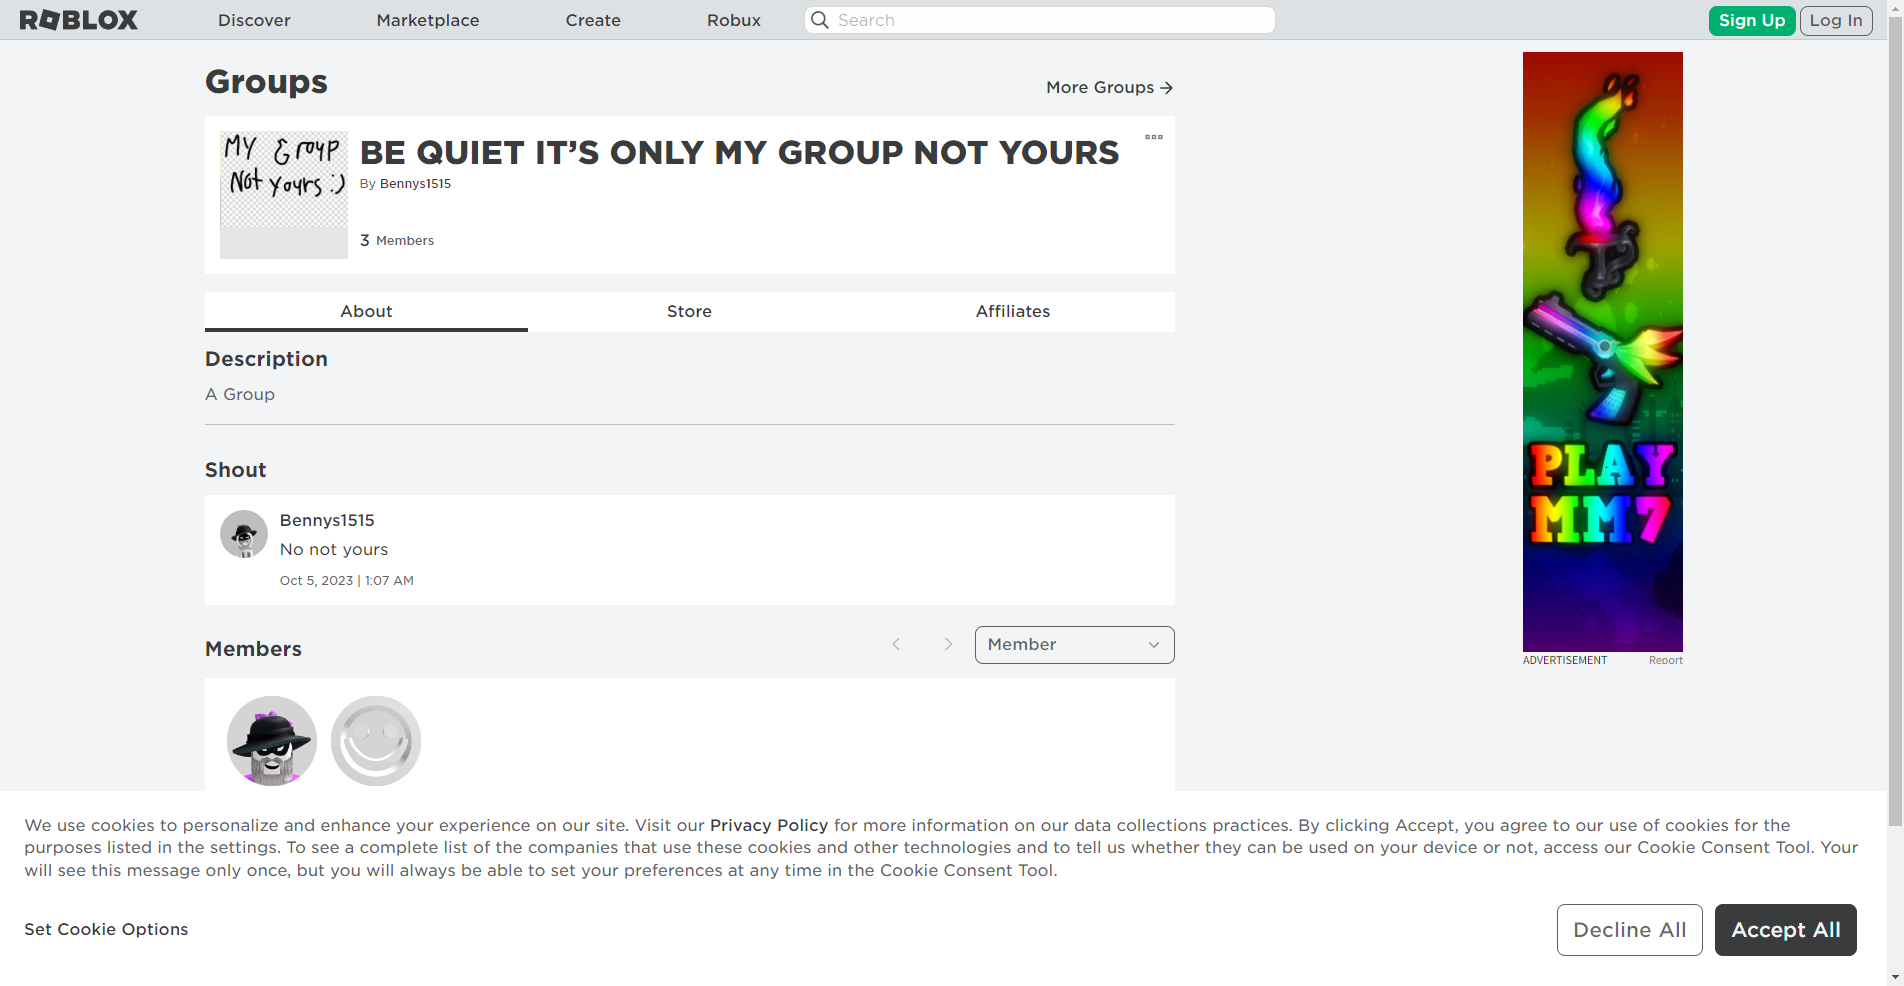 ROBLOX
Discover
Marketplace
Create
Robux
Search
Sign Up
Log In
Groups
More Groups
MY Group
Not Yours :)
BE QUIET IT’S ONLY MY GROUP NOT YOURS
By Bennys1515
3 Members
About
Store
Affiliates
Description
A Group
Shout
Bennys1515
No not yours
Oct 5, 2023 | 1:07 AM
Members
Member
PLAY
MM7
ADVERTISEMENT
Report
We use cookies to personalize and enhance your experience on our site. Visit our Privacy Policy for more information on our data collections practices. By clicking Accept, you agree to our use of cookies for the
purposes listed in the settings. To see a complete list of the companies that use these cookies and other technologies and to tell us whether they can be used on your device or not, access our Cookie Consent Tool. Your
will see this message only once, but you will always be able to set your preferences at any time in the Cookie Consent Tool.
Set Cookie Options
Decline All
Accept All